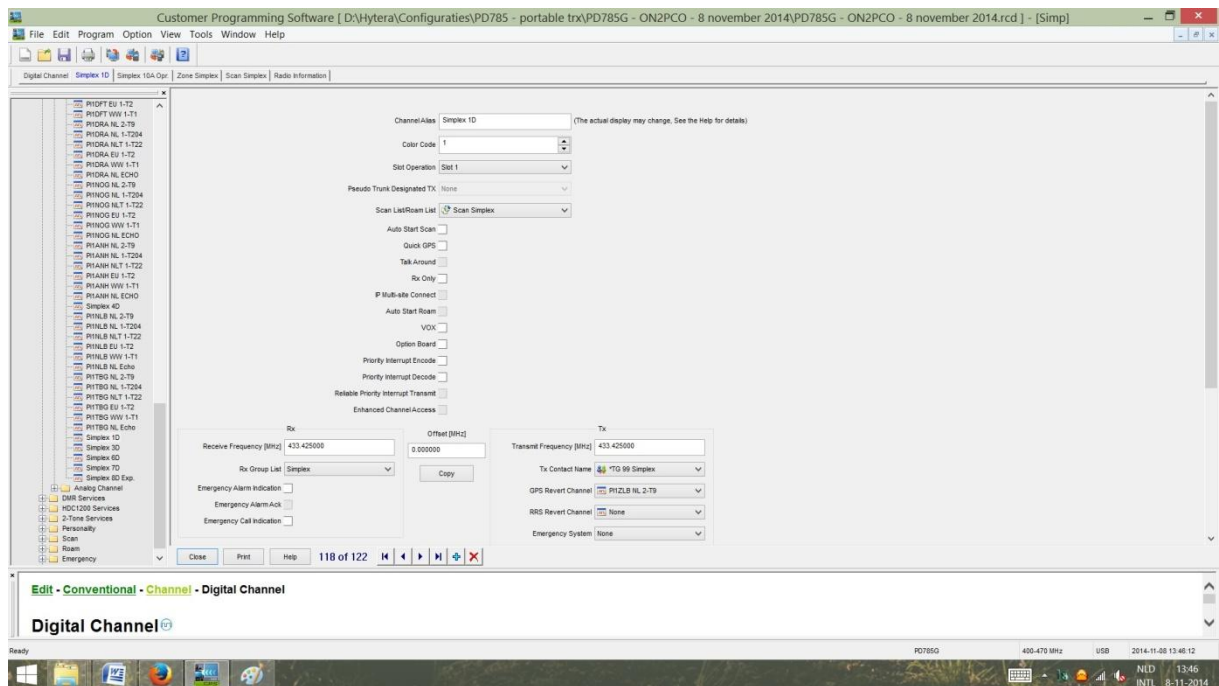 Customer Programming Software [ D:\Hytera\Configuraties\PD785 - portable trx\PD785G - ON2PCO - 8 november 2014\PD785G - ON2PCO - 8 november 2014.rcd ] - [Simp]
File Edit Program Option View Tools Window Help
Digital Channel Simplex 1D Simplex 10A Opr. Zone Simplex Scan Simplex Radio Information
PI1DFT EU 1-T2
PI1DFT WW 1-T1
PI1DRA NL 2-T9
PI1DRA NL 1-T204
PI1DRA NLT 1-T22
PI1DRA EU 1-T2
PI1DRA WW 1-T1
PI1DRA NL ECHO
PI1NOG NL 2-T9
PI1NOG NL 1-T204
PI1NOG NLT 1-T22
PI1NOG EU 1-T2
PI1NOG WW 1-T1
PI1NOG NL ECHO
PI1ANH NL 2-T9
PI1ANH NL 1-T204
PI1ANH NLT 1-T22
PI1ANH EU 1-T2
PI1ANH WW 1-T1
PI1ANH NL ECHO
Simplex 4D
PI1NLB NL 2-T9
PI1NLB NL 1-T204
PI1NLB NLT 1-T22
PI1NLB EU 1-T2
PI1NLB WW 1-T1
PI1NLB NL Echo
PI1TBG NL 2-T9
PI1TBG NL 1-T204
PI1TBG NLT 1-T22
PI1TBG EU 1-T2
PI1TBG WW 1-T1
PI1TBG NL Echo
Simplex 1D
Simplex 3D
Simplex 6D
Simplex 7D
Simplex 8D Exp.
Analog Channel
DMR Services
HDC1200 Services
2-Tone Services
Personality
Scan
Roam
Emergency
Channel Alias Simplex 1D (The actual display may change, See the Help for details)
Color Code 1
Slot Operation Slot 1
Pseudo Trunk Designated TX None
Scan List/Roam List Scan Simplex
Auto Start Scan
Quick GPS
Talk Around
Rx Only
IP Multi-site Connect
Auto Start Roam
VOX
Option Board
Priority Interrupt Encode
Priority Interrupt Decode
Reliable Priority Interrupt Transmit
Enhanced Channel Access
Rx
Receive Frequency [MHz] 433.425000
Rx Group List Simplex
Emergency Alarm Indication
Emergency Alarm Ack
Emergency Call Indication
Offset [MHz]
0.000000
Copy
Tx
Transmit Frequency [MHz] 433.425000
Tx Contact Name *TG 99 Simplex
GPS Revert Channel PI1ZLB NL 2-T9
RRS Revert Channel None
Emergency System None
Close Print Help 118 of 122
Edit - Conventional - Channel - Digital Channel
Digital Channel
Ready PD785G 400-470 MHz USB 2014-11-08 13:46:12
NLD 13:46
INTL 8-11-2014